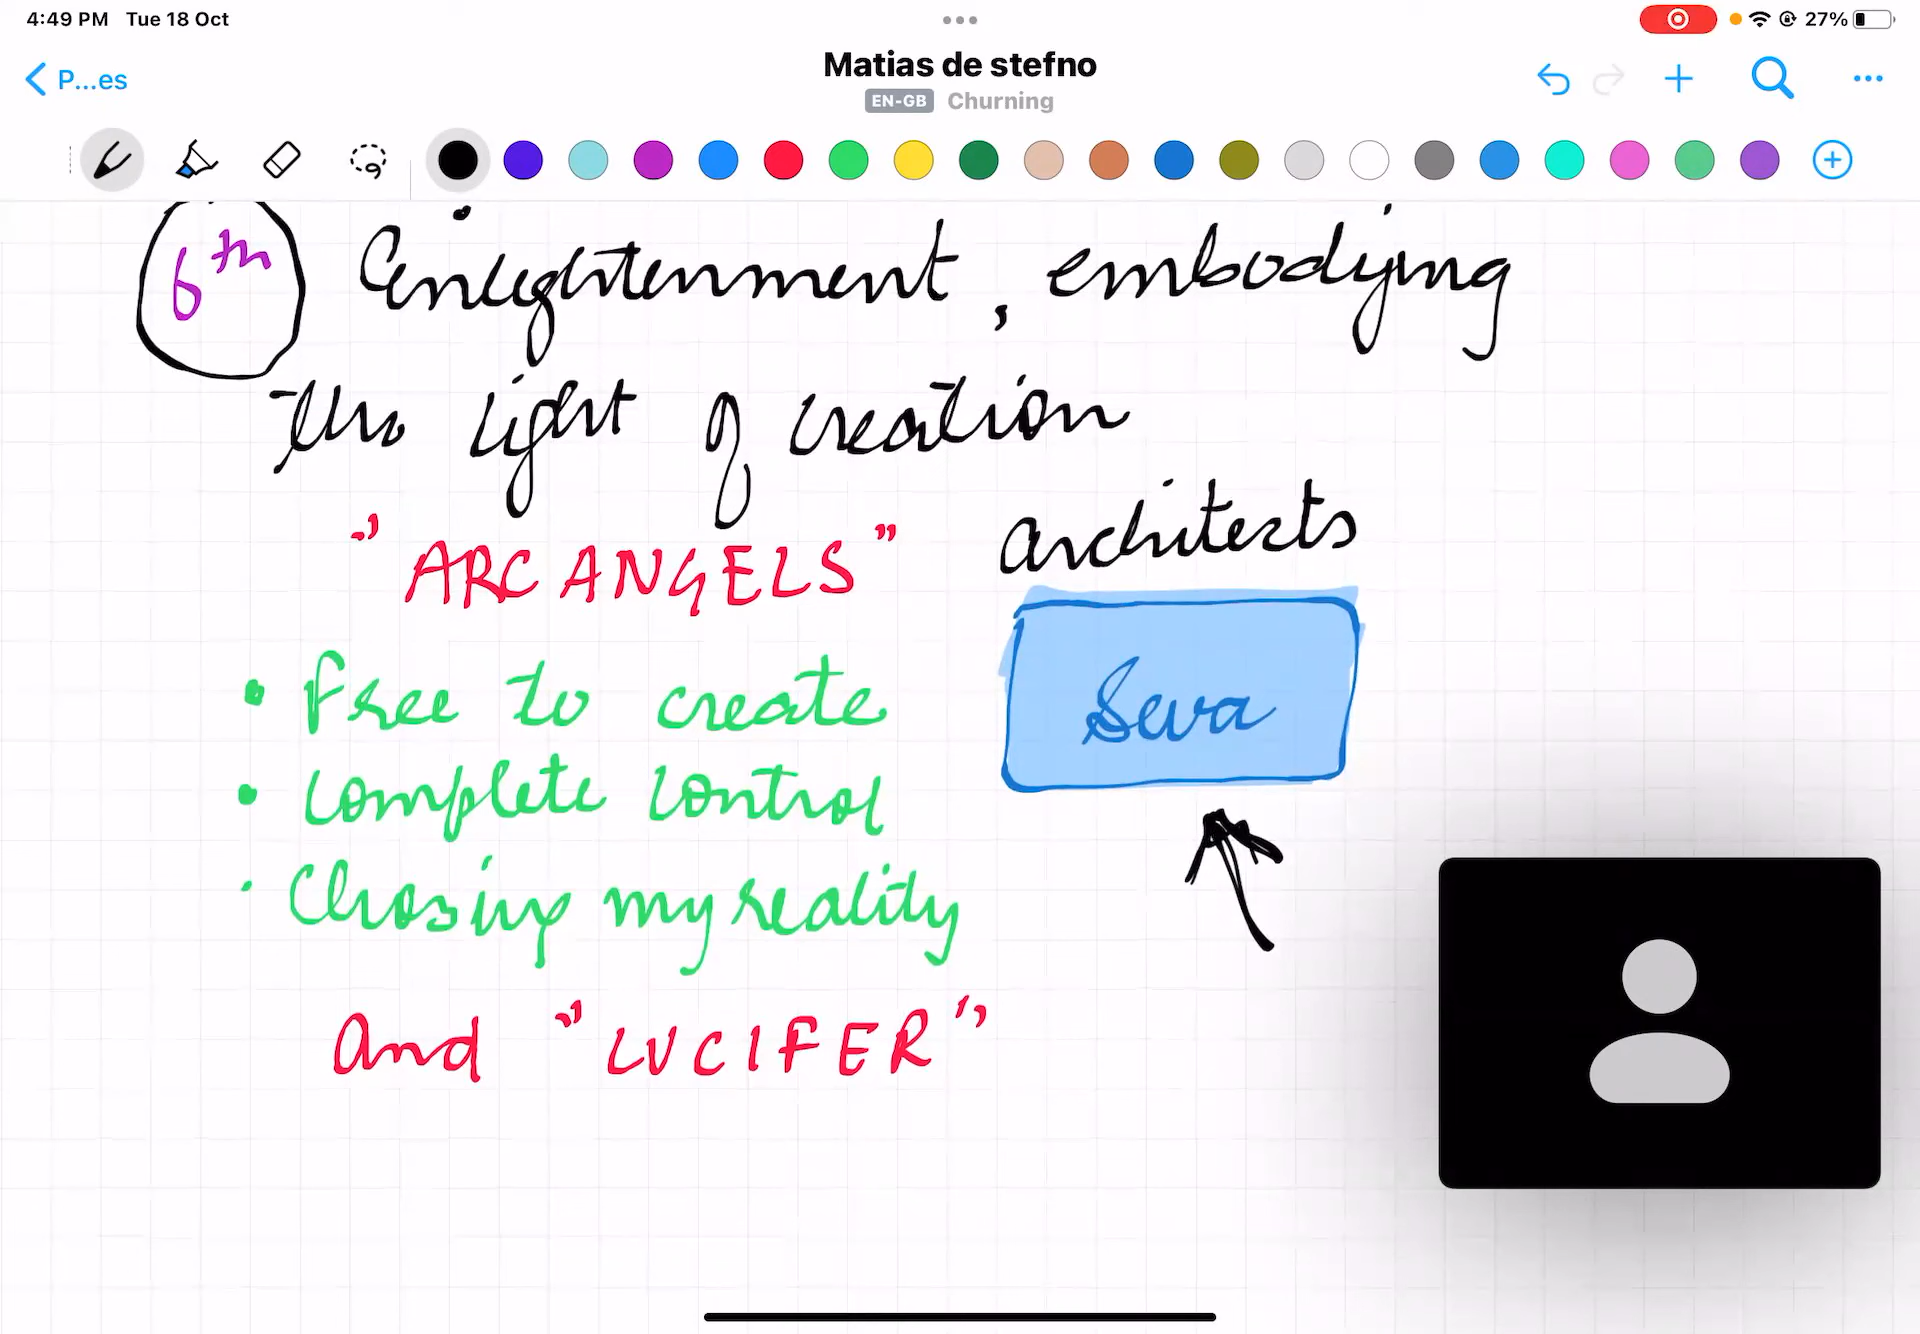 4:49 PM Tue 18 Oct
27%
P...es
Matias de stefno
EN-GB Churning
6th Enlightenment, embodying
the light of creation
"ARC ANGELS" architects
• free to create
Seva
• complete control
• Chosing my reality
and "LUCIFER"